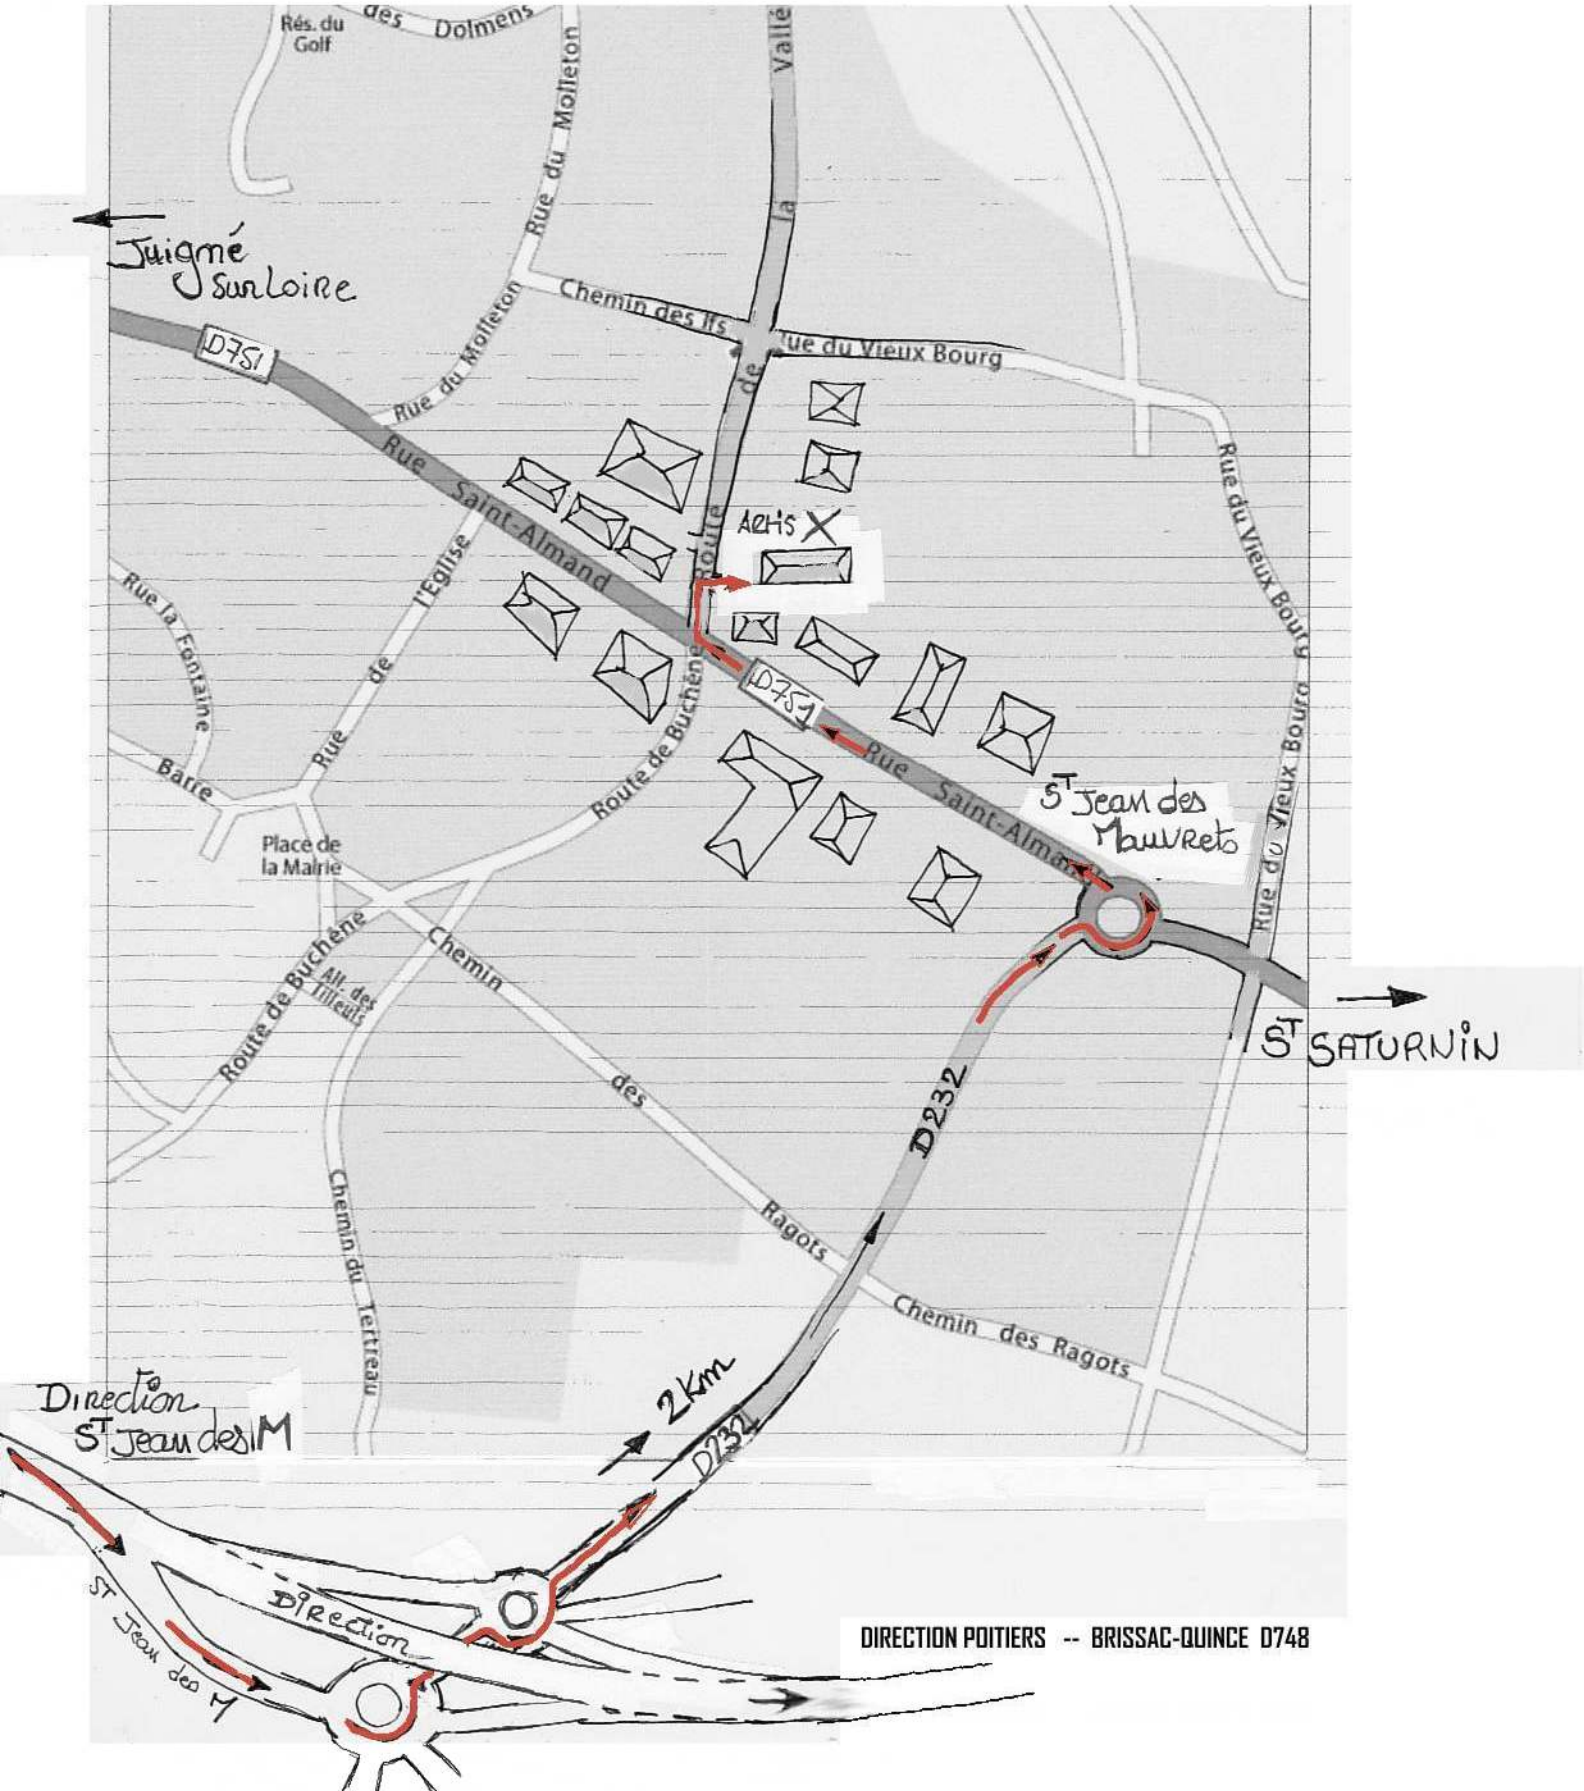 des Dolmens
Rés. du
Golf
Rue du Molleton
Vallé
la
Juigné
sur Loire
D751
Rue du Molleton
Chemin des Ifs
Rue du Vieux Bourg
de
Rue
Saint-Almand
Route
ARTIS X
Rue du Vieux Bourg
Rue la Fontaine
Rue de l'Eglise
D751
Route de Buchêne
Rue Saint-Almand
Rue du Vieux Bourg
Barre
Place de
la Mairie
ST Jean des
Mauvrets
Route de Buchêne
All. des
Tilleuls
Chemin
des
Ragots
D232
ST SATURNIN
Chemin du Tertreau
Chemin des Ragots
2 Km
D232
Direction
ST Jean des M
ST Jean des M
Direction
DIRECTION POITIERS -- BRISSAC-QUINCE D748